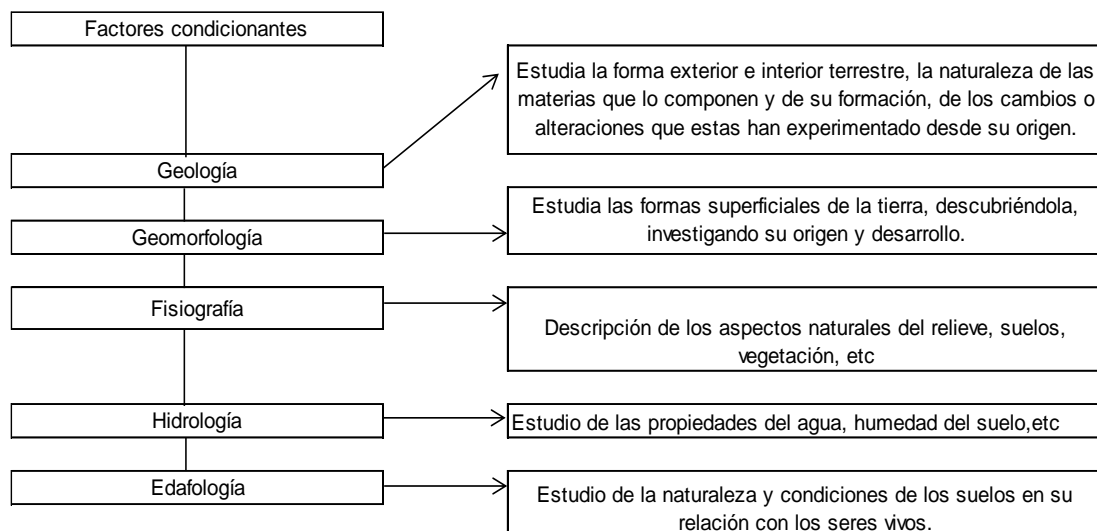 Factores condicionantes
Estudia la forma exterior e interior terrestre, la naturaleza de las
materias que lo componen y de su formación, de los cambios o
alteraciones que estas han experimentado desde su origen.
Geología
Estudia las formas superficiales de la tierra, descubriéndola,
investigando su origen y desarrollo.
Geomorfología
Fisiografía
Descripción de los aspectos naturales del relieve, suelos,
vegetación, etc
Hidrología
Estudio de las propiedades del agua, humedad del suelo,etc
Edafología
Estudio de la naturaleza y condiciones de los suelos en su
relación con los seres vivos.